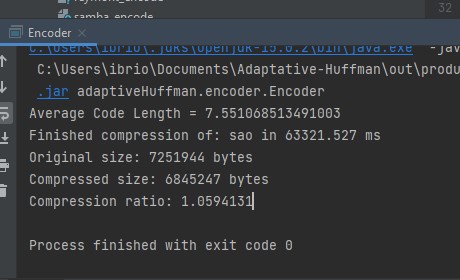 samba_encode
32
Encoder
C:\Users\ibrio\.jdks\openjdk-15.0.2\bin\java.exe
C:\Users\ibrio\Documents\Adaptative-Huffman\out\produ
.jar adaptiveHuffman.encoder.Encoder
Average Code Length = 7.551068513491003
Finished compression of: sao in 63321.527 ms
Original size: 7251944 bytes
Compressed size: 6845247 bytes
Compression ratio: 1.0594131
Process finished with exit code 0